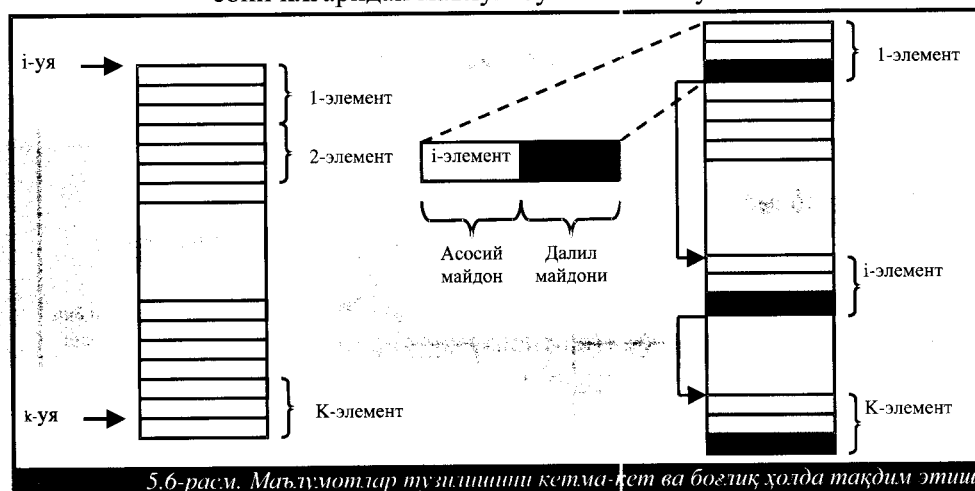 i-уя
1-элемент
2-элемент
k-уя
K-элемент
i-элемент
Асосий
майдон
Далил
майдони
1-элемент
i-элемент
K-элемент
5.6-расм. Маълумотлар тузилишини кетма-кет ва боғлиқ ҳолда тақдим этиш